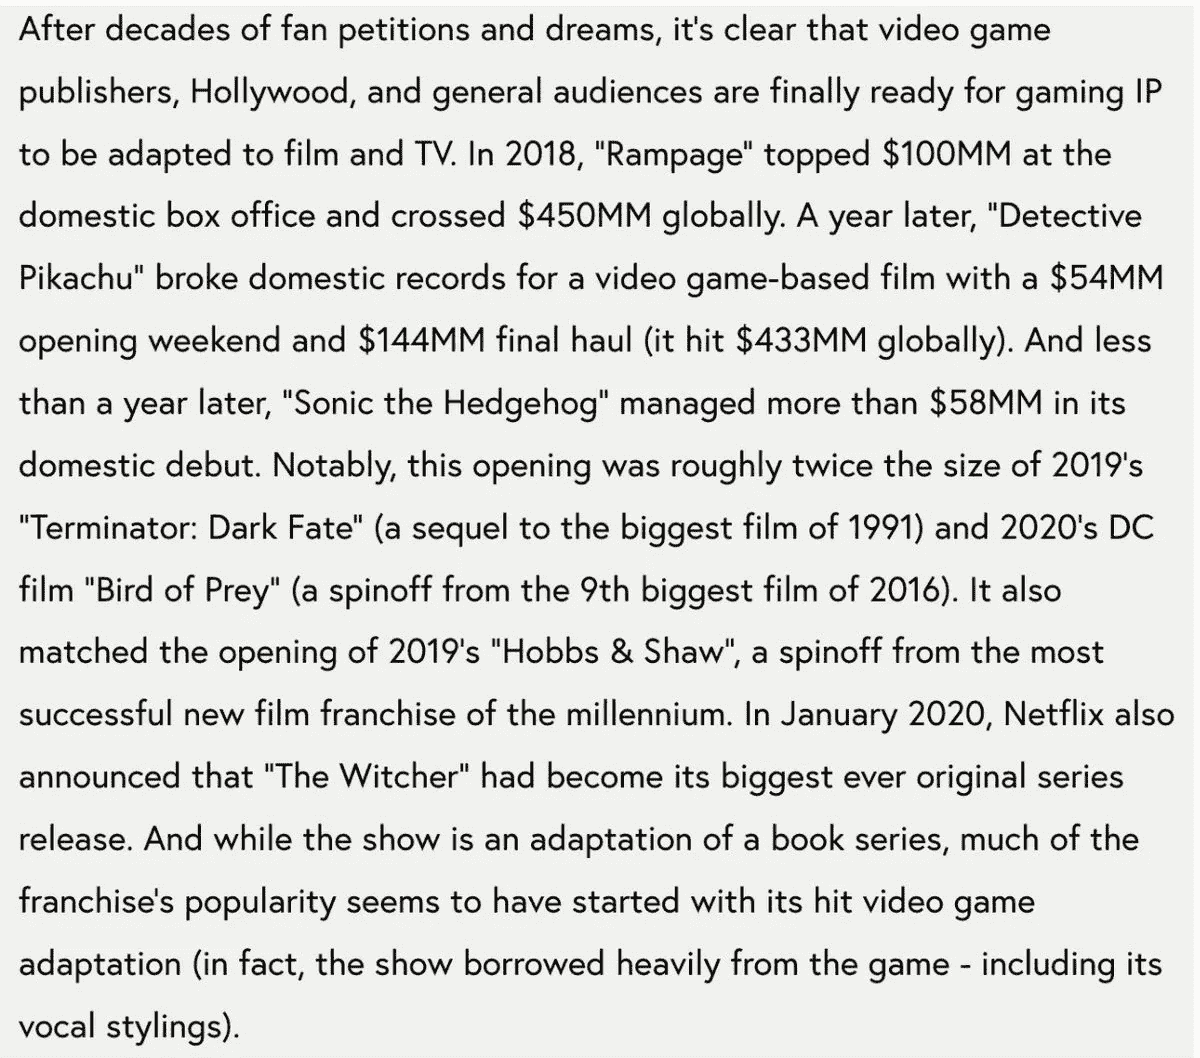 After decades of fan petitions and dreams, it's clear that video game
publishers, Hollywood, and general audiences are finally ready for gaming IP
to be adapted to film and TV. In 2018, "Rampage" topped $100MM at the
domestic box office and crossed $450MM globally. A year later, "Detective
Pikachu" broke domestic records for a video game-based film with a $54MM
opening weekend and $144MM final haul (it hit $433MM globally). And less
than a year later, "Sonic the Hedgehog" managed more than $58MM in its
domestic debut. Notably, this opening was roughly twice the size of 2019's
"Terminator: Dark Fate" (a sequel to the biggest film of 1991) and 2020's DC
film "Bird of Prey" (a spinoff from the 9th biggest film of 2016). It also
matched the opening of 2019's "Hobbs & Shaw", a spinoff from the most
successful new film franchise of the millennium. In January 2020, Netflix also
announced that "The Witcher" had become its biggest ever original series
release. And while the show is an adaptation of a book series, much of the
franchise's popularity seems to have started with its hit video game
adaptation (in fact, the show borrowed heavily from the game - including its
vocal stylings).